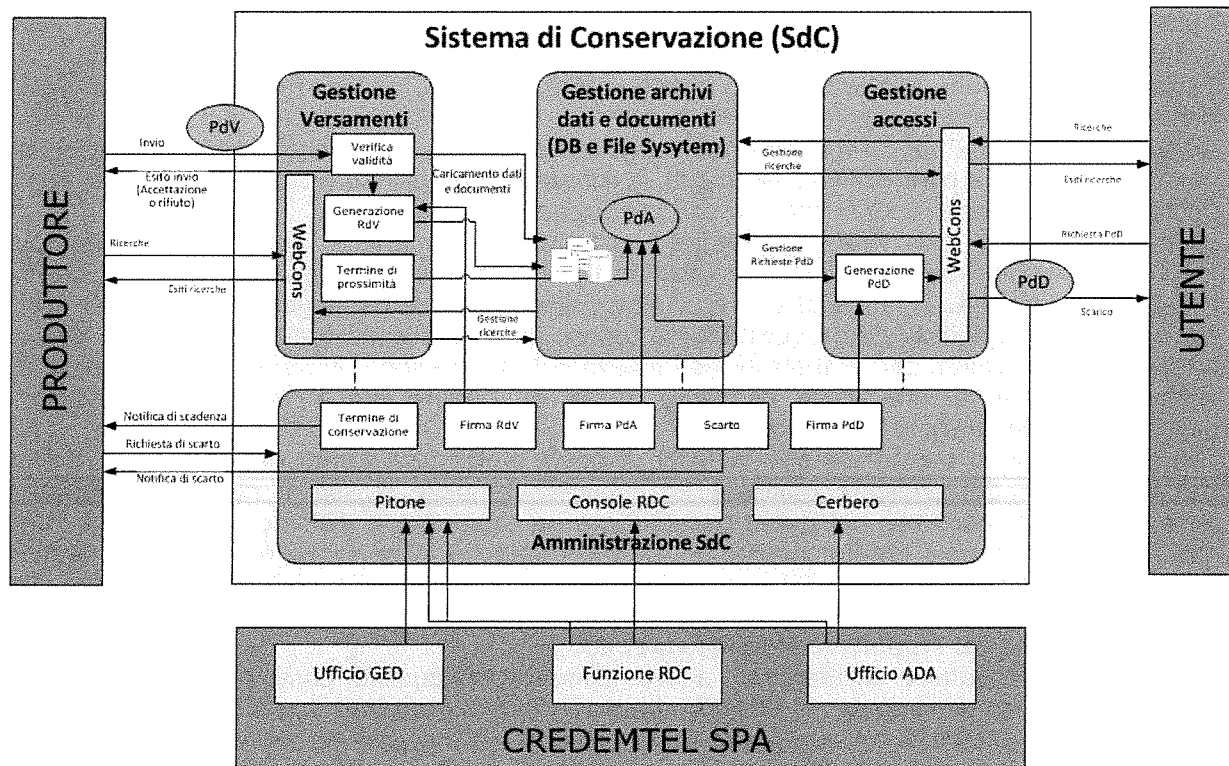 Sistema di Conservazione (SdC)
PRODUTTORE
UTENTE
Gestione
Versamenti
Gestione archivi
dati e documenti
(DB e File Sysytem)
Gestione
accessi
PdV
Invio
Esito invio
(Accettazione
o rifiuto)
Ricerche
Esiti ricerche
Verifica
validità
Generazione
RdV
Termine di
prossimità
WebCons
Caricamento dati
e documenti
Gestione
ricerche
PdA
Gestione
ricerche
Gestione
Richieste PdD
Generazione
PdD
WebCons
Ricerche
Esiti ricerche
Richiesta PdD
PdD
Scarico
Notifica di scadenza
Richiesta di scarto
Notifica di scarto
Termine di
conservazione
Firma RdV
Firma PdA
Scarto
Firma PdD
Pitone
Console RDC
Cerbero
Amministrazione SdC
Ufficio GED
Funzione RDC
Ufficio ADA
CREDEMTEL SPA